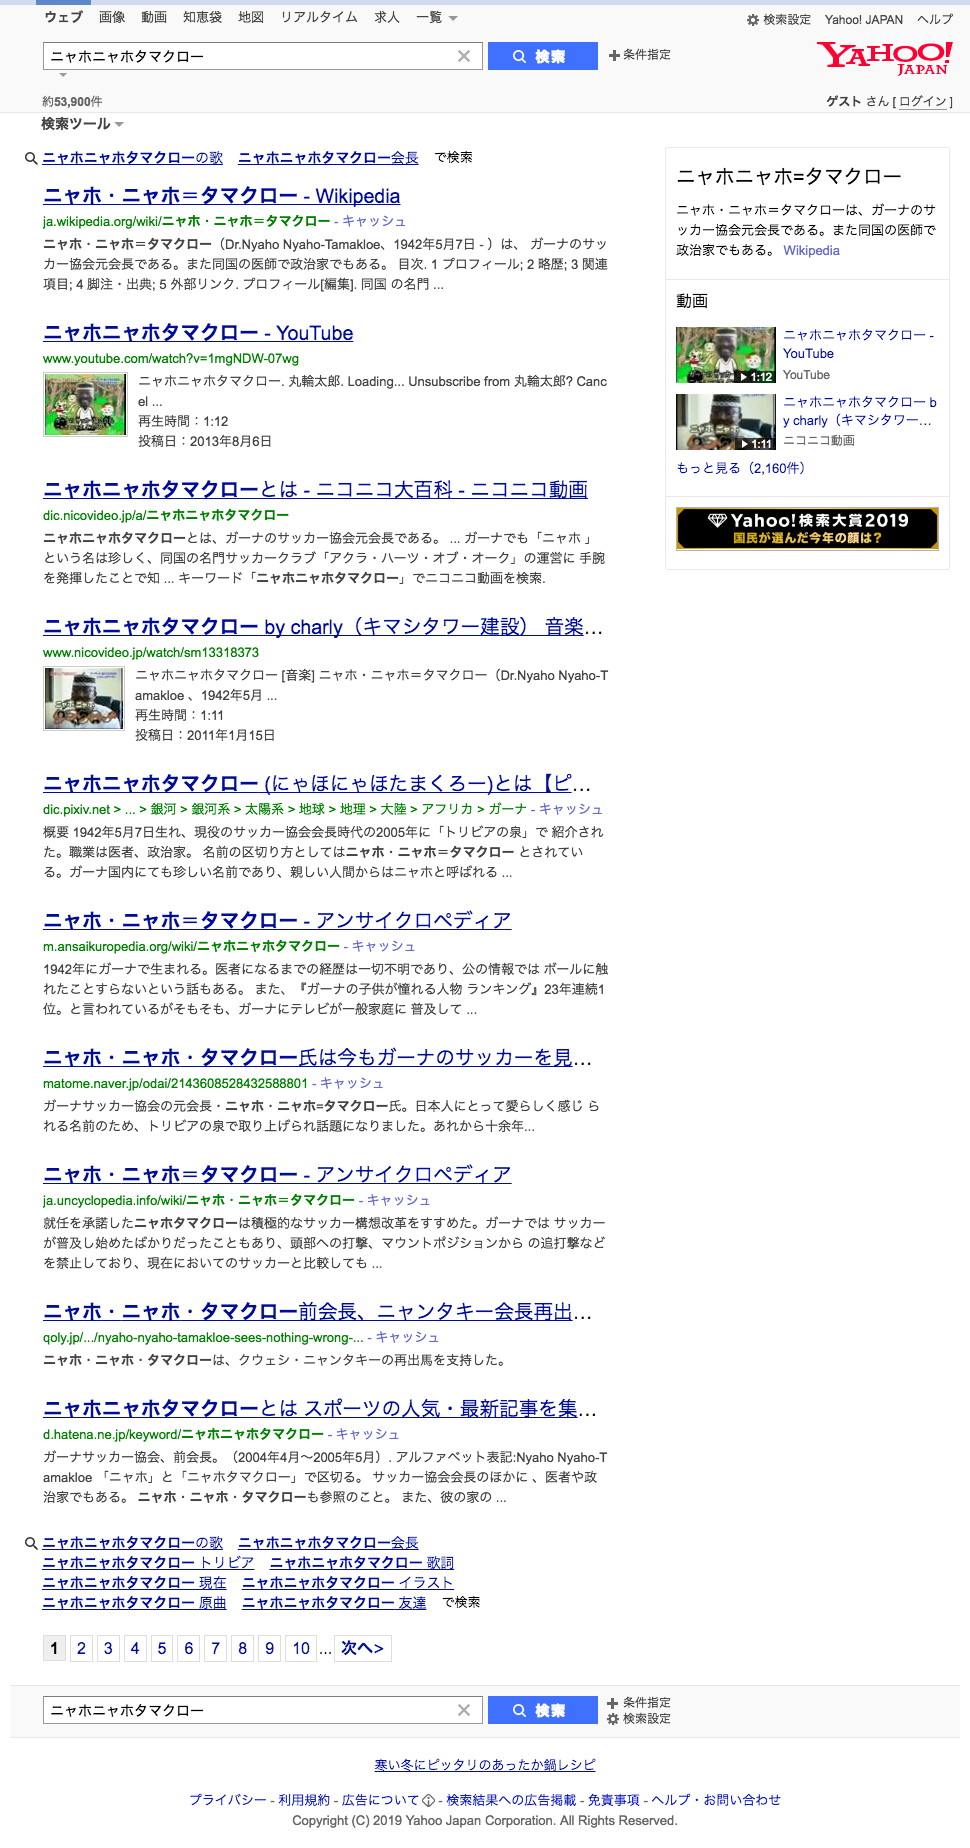 ウェブ 画像 動画 知恵袋 地図 リアルタイム 求人 一覧
検索設定 Yahoo! JAPAN ヘルプ
ニャホニャホタマクロー
検索
条件指定
YAHOO!
JAPAN
約53,900件
ゲスト さん [ ログイン ]
検索ツール
ニャホニャホタマクローの歌 ニャホニャホタマクロー会長 で検索
ニャホ・ニャホ＝タマクロー - Wikipedia
ja.wikipedia.org/wiki/ニャホ・ニャホ＝タマクロー - キャッシュ
ニャホ・ニャホ＝タマクロー（Dr.Nyaho Nyaho-Tamakloe、1942年5月7日 - ）は、 ガーナのサッ
カー協会元会長である。また同国の医師で政治家でもある。 目次. 1 プロフィール; 2 略歴; 3 関連
項目; 4 脚注・出典; 5 外部リンク. プロフィール[編集]. 同国 の名門 ...
ニャホニャホタマクロー - YouTube
www.youtube.com/watch?v=1mgNDW-07wg
ニャホニャホタマクロー. 丸輪太郎. Loading... Unsubscribe from 丸輪太郎? Canc
el ...
再生時間：1:12
投稿日：2013年8月6日
ニャホニャホタマクローとは - ニコニコ大百科 - ニコニコ動画
dic.nicovideo.jp/a/ニャホニャホタマクロー
ニャホニャホタマクローとは、ガーナのサッカー協会元会長である。 ... ガーナでも「ニャホ 」
という名は珍しく、同国の名門サッカークラブ「アクラ・ハーツ・オブ・オーク」の運営に 手腕
を発揮したことで知 ... キーワード「ニャホニャホタマクロー」でニコニコ動画を検索.
ニャホニャホタマクロー by charly（キマシタワー建設） 音楽...
www.nicovideo.jp/watch/sm13318373
ニャホニャホタマクロー [音楽] ニャホ・ニャホ＝タマクロー（Dr.Nyaho Nyaho-T
amakloe 、1942年5月 ...
再生時間：1:11
投稿日：2011年1月15日
ニャホニャホタマクロー (にゃほにゃほたまくろー)とは【ピ...
dic.pixiv.net > ... > 銀河 > 銀河系 > 太陽系 > 地球 > 地理 > 大陸 > アフリカ > ガーナ - キャッシュ
概要 1942年5月7日生れ、現役のサッカー協会会長時代の2005年に「トリビアの泉」で 紹介され
た。職業は医者、政治家。 名前の区切り方としてはニャホ・ニャホ＝タマクロー とされてい
る。ガーナ国内にても珍しい名前であり、親しい人間からはニャホと呼ばれる ...
ニャホ・ニャホ＝タマクロー - アンサイクロペディア
m.ansaikuropedia.org/wiki/ニャホニャホタマクロー - キャッシュ
1942年にガーナで生まれる。医者になるまでの経歴は一切不明であり、公の情報では ボールに触
れたことすらないという話もある。 また、『ガーナの子供が憧れる人物 ランキング』23年連続1
位。と言われているがそもそも、ガーナにテレビが一般家庭に 普及して ...
ニャホ・ニャホ・タマクロー氏は今もガーナのサッカーを見...
matome.naver.jp/odai/2143608528432588801 - キャッシュ
ガーナサッカー協会の元会長・ニャホ・ニャホ=タマクロー氏。日本人にとって愛らしく感じ ら
れる名前のため、トリビアの泉で取り上げられ話題になりました。あれから十余年...
ニャホ・ニャホ＝タマクロー - アンサイクロペディア
ja.uncyclopedia.info/wiki/ニャホ・ニャホ＝タマクロー - キャッシュ
就任を承諾したニャホタマクローは積極的なサッカー構想改革をすすめた。ガーナでは サッカー
が普及し始めたばかりだったこともあり、頭部への打撃、マウントポジションから の追打撃など
を禁止しており、現在においてのサッカーと比較しても ...
ニャホ・ニャホ・タマクロー前会長、ニャンタキー会長再出...
qoly.jp/.../nyaho-nyaho-tamakloe-sees-nothing-wrong-... - キャッシュ
ニャホ・ニャホ・タマクローは、クウェシ・ニャンタキーの再出馬を支持した。
ニャホニャホタマクローとは スポーツの人気・最新記事を集...
d.hatena.ne.jp/keyword/ニャホニャホタマクロー - キャッシュ
ガーナサッカー協会、前会長。（2004年4月～2005年5月）. アルファベット表記:Nyaho Nyaho-T
amakloe 「ニャホ」と「ニャホタマクロー」で区切る。 サッカー協会会長のほかに 、医者や政
治家でもある。 ニャホ・ニャホ・タマクローも参照のこと。 また、彼の家の ...
ニャホニャホタマクローの歌 ニャホニャホタマクロー会長
ニャホニャホタマクロー トリビア ニャホニャホタマクロー 歌詞
ニャホニャホタマクロー 現在 ニャホニャホタマクロー イラスト
ニャホニャホタマクロー 原曲 ニャホニャホタマクロー 友達 で検索
1 2 3 4 5 6 7 8 9 10 ... 次へ>
ニャホニャホ=タマクロー
ニャホ・ニャホ＝タマクローは、ガーナのサ
ッカー協会元会長である。また同国の医師で
政治家でもある。 Wikipedia
動画
1:12
ニャホニャホタマクロー -
YouTube
YouTube
1:11
ニャホニャホタマクロー b
y charly（キマシタワー...
ニコニコ動画
もっと見る（2,160件）
Yahoo!検索大賞2019
国民が選んだ今年の顔は?
ニャホニャホタマクロー
検索
条件指定
検索設定
寒い冬にピッタリのあったか鍋レシピ
プライバシー - 利用規約 - 広告について - 検索結果への広告掲載 - 免責事項 - ヘルプ・お問い合わせ
Copyright (C) 2019 Yahoo Japan Corporation. All Rights Reserved.